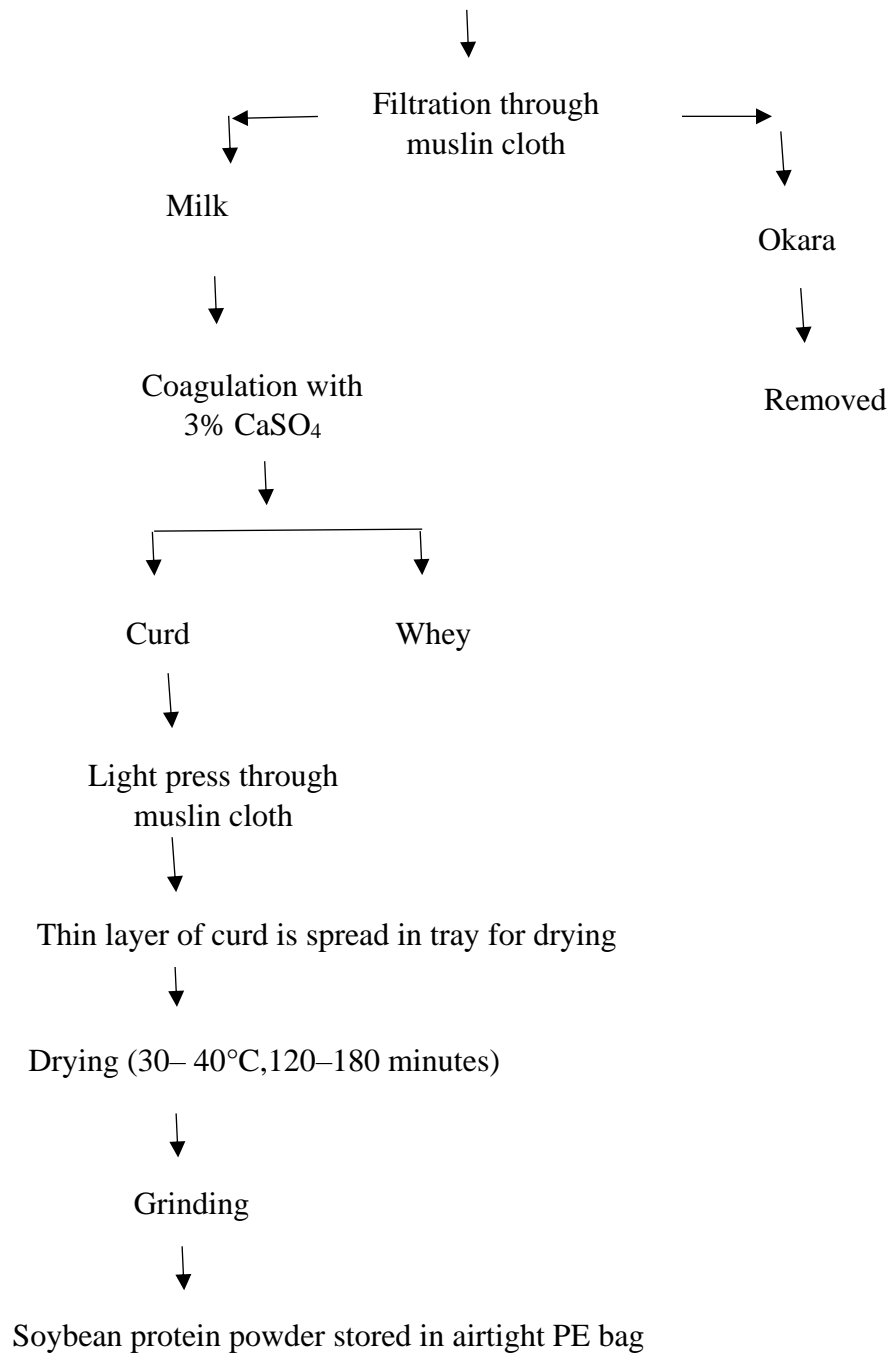 Filtration through
muslin cloth
Milk
Okara
Coagulation with
3% CaSO₄
Removed
Curd
Whey
Light press through
muslin cloth
Thin layer of curd is spread in tray for drying
Drying (30– 40°C,120–180 minutes)
Grinding
Soybean protein powder stored in airtight PE bag